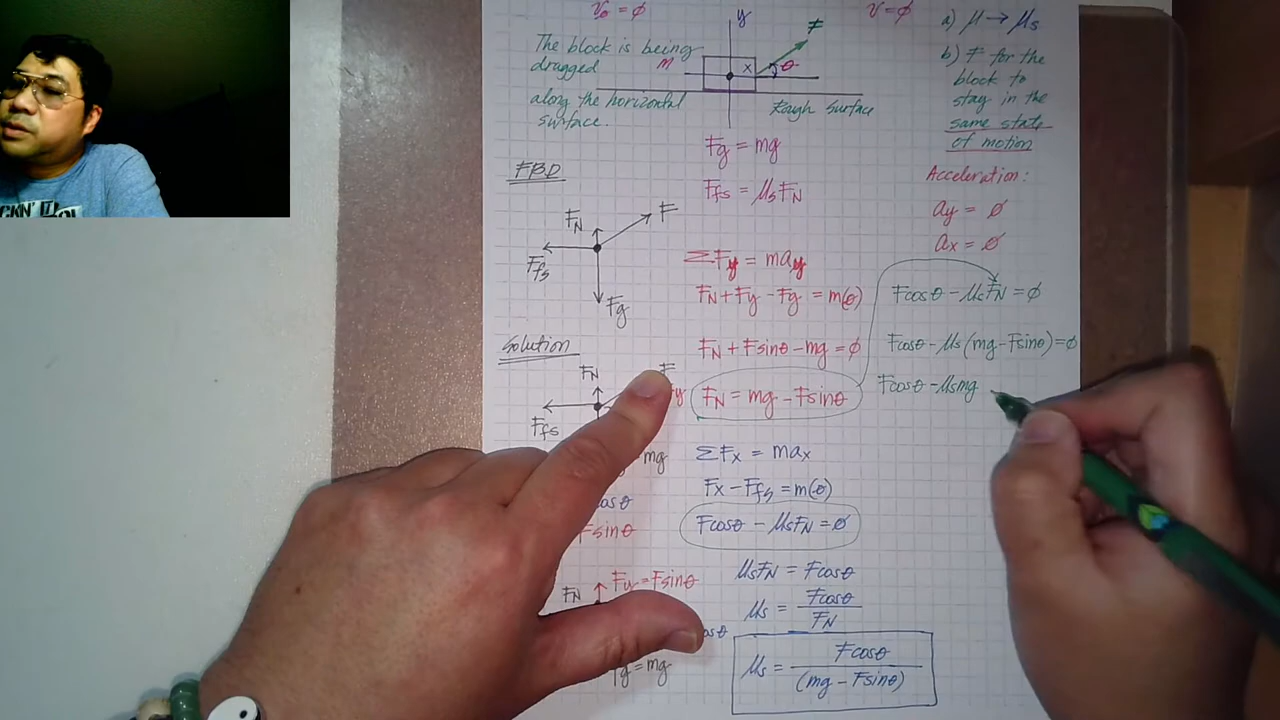 v₀ = ∅
v = ∅
y
F
θ
x
m
The block is being
dragged
along the horizontal
surface.
Rough Surface
a) μ → μs
b) F for the
block to
stay in the
same state
of motion
Acceleration:
ay = ∅
ax = ∅
Fg = mg
Ffs = μsFN
FBD
FN
F
Ffs
Fg
ΣFy = may
FN + Fy - Fg = m(∅)
FN + Fsinθ - mg = ∅
FN = mg - Fsinθ
Solution
FN
F
Fy
Ffs
mg
cosθ
Fsinθ
FN
Fy = Fsinθ
cosθ
Fg = mg
ΣFx = max
Fx - Ffs = m(∅)
Fcosθ - μsFN = ∅
μsFN = Fcosθ
μs = Fcosθ / FN
μs = Fcosθ / (mg - Fsinθ)
Fcosθ - μsFN = ∅
Fcosθ - μs(mg - Fsinθ) = ∅
Fcosθ - μsmg